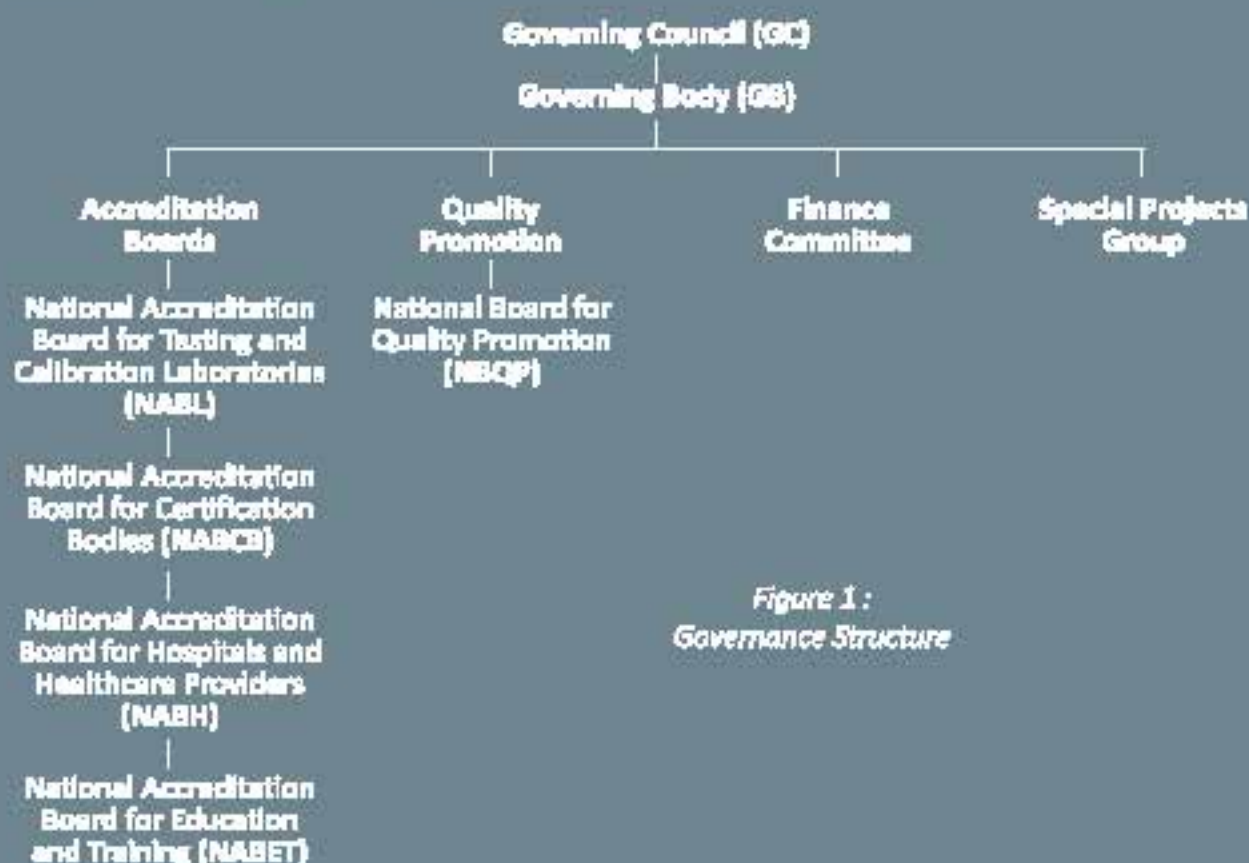 Governing Council (GC)
Governing Body (GB)
Accreditation
Boards
National Accreditation
Board for Testing and
Calibration Laboratories
(NABL)
National Accreditation
Board for Certification
Bodies (NABCB)
National Accreditation
Board for Hospitals and
Healthcare Providers
(NABH)
National Accreditation
Board for Education
and Training (NABET)
Quality
Promotion
National Board for
Quality Promotion
(NBQP)
Finance
Committee
Special Projects
Group
Figure 1 :
Governance Structure